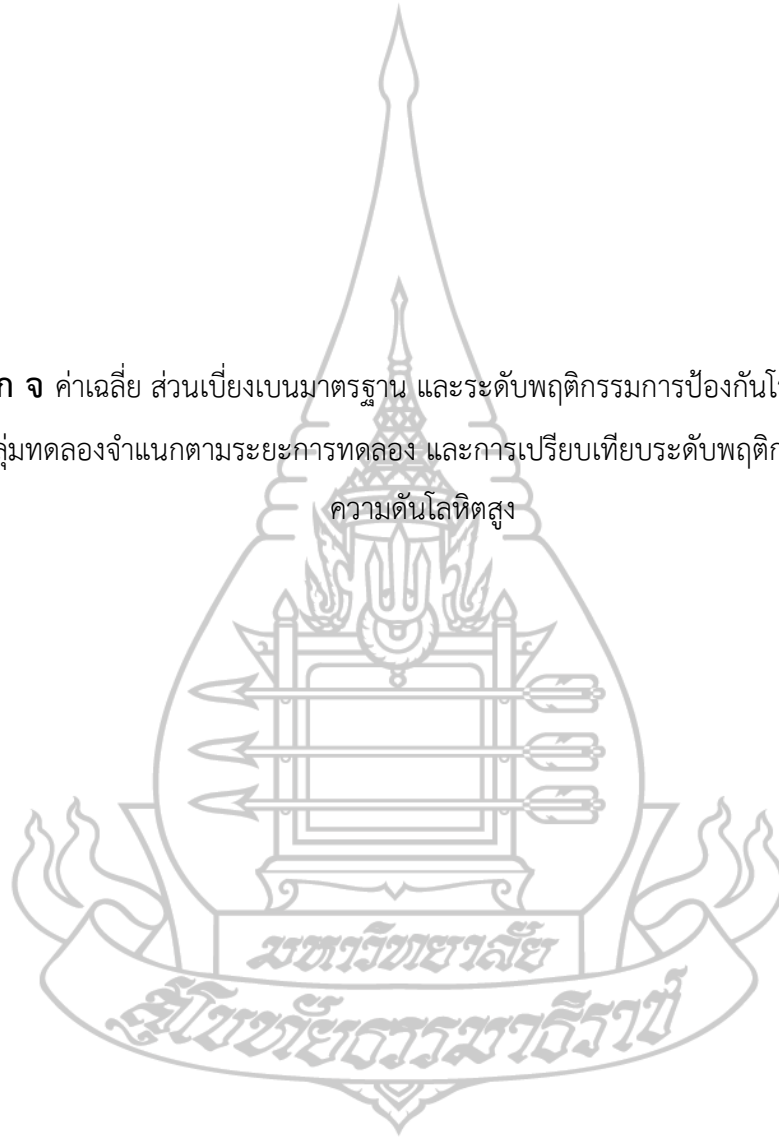 ก จ ค่าเฉลี่ย ส่วนเบี่ยงเบนมาตรฐาน และระดับพฤติกรรมการป้องกันโ
ลุ่มทดลองจำแนกตามระยะการทดลอง และการเปรียบเทียบระดับพฤติก
ความดันโลหิตสูง
มหาวิทยาลัย
สุโขทัยธรรมาธิราช